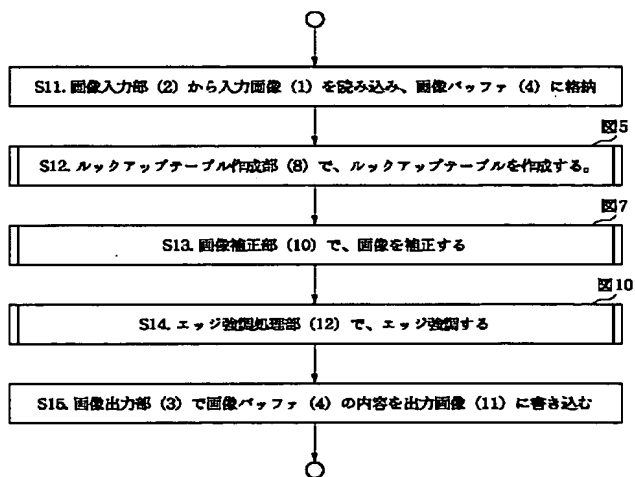 S11. 画像入力部（2）から入力画像（1）を読み込み、画像バッファ（4）に格納
図5
S12. ルックアップテーブル作成部（8）で、ルックアップテーブルを作成する。
図7
S13. 画像補正部（10）で、画像を補正する
図10
S14. エッジ強調処理部（12）で、エッジ強調する
S15. 画像出力部（3）で画像バッファ（4）の内容を出力画像（11）に書き込む